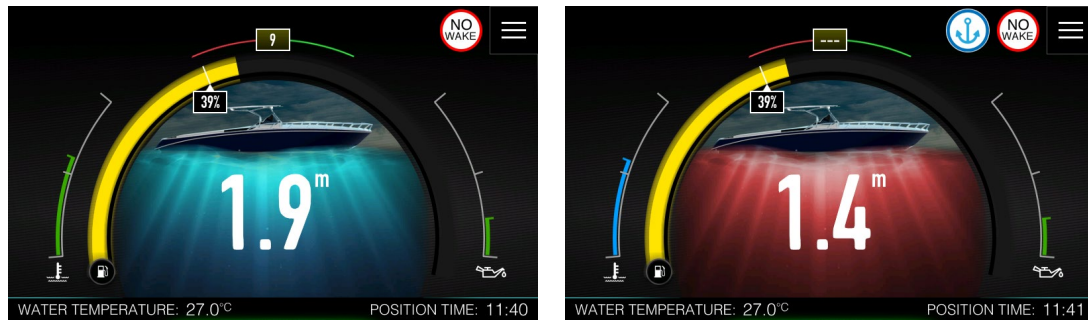 9
NO
WAKE
39%
1.9 m
WATER TEMPERATURE: 27.0°C
POSITION TIME: 11:40
---
NO
WAKE
39%
1.4 m
WATER TEMPERATURE: 27.0°C
POSITION TIME: 11:41